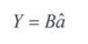 Y = Bâ